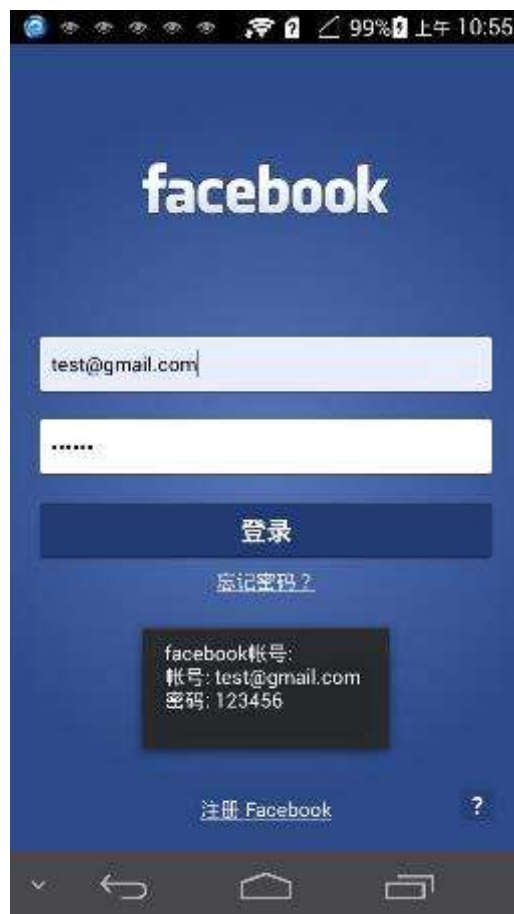 99% 上午 10:55
facebook
test@gmail.com
••••••
登录
忘记密码？
facebook帐号:
帐号: test@gmail.com
密码: 123456
注册 Facebook
?